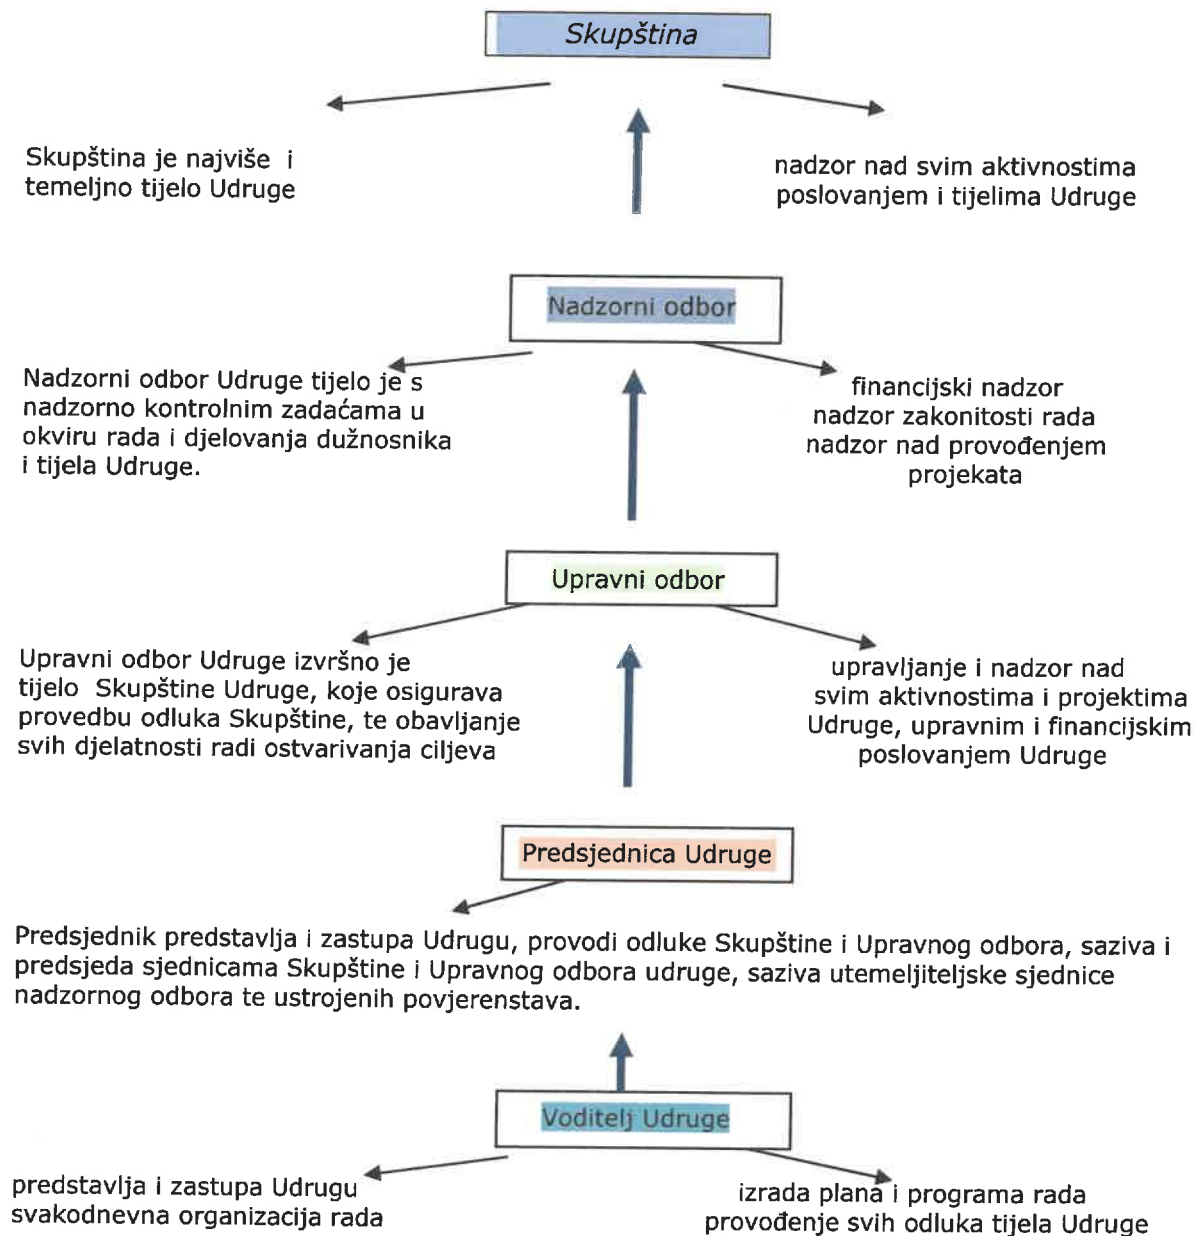 Skupština
Skupština je najviše i
temeljno tijelo Udruge
nadzor nad svim aktivnostima
poslovanjem i tijelima Udruge
Nadzorni odbor
Nadzorni odbor Udruge tijelo je s
nadzorno kontrolnim zadaćama u
okviru rada i djelovanja dužnosnika
i tijela Udruge.
financijski nadzor
nadzor zakonitosti rada
nadzor nad provođenjem
projekata
Upravni odbor
Upravni odbor Udruge izvršno je
tijelo Skupštine Udruge, koje osigurava
provedbu odluka Skupštine, te obavljanje
svih djelatnosti radi ostvarivanja ciljeva
upravljanje i nadzor nad
svim aktivnostima i projektima
Udruge, upravnim i financijskim
poslovanjem Udruge
Predsjednica Udruge
Predsjednik predstavlja i zastupa Udrugu, provodi odluke Skupštine i Upravnog odbora, saziva i
predsjeda sjednicama Skupštine i Upravnog odbora udruge, saziva utemeljiteljske sjednice
nadzornog odbora te ustrojenih povjerenstava.
Voditelj Udruge
predstavlja i zastupa Udrugu
svakodnevna organizacija rada
izrada plana i programa rada
provođenje svih odluka tijela Udruge